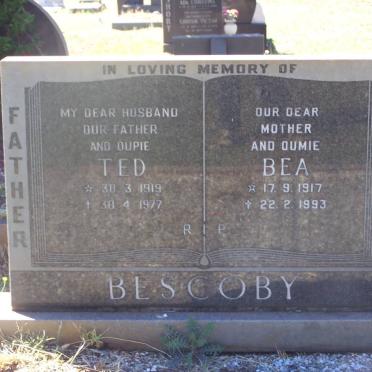 IN LOVING MEMORY OF
FATHER
MY DEAR HUSBAND
OUR FATHER
AND OUPIE
TED
☆ 30.3.1919
✝ 30.4.1977
OUR DEAR
MOTHER
AND OUMIE
BEA
☆ 17.9.1917
✝ 22.2.1993
R.I.P.
BESCOBY